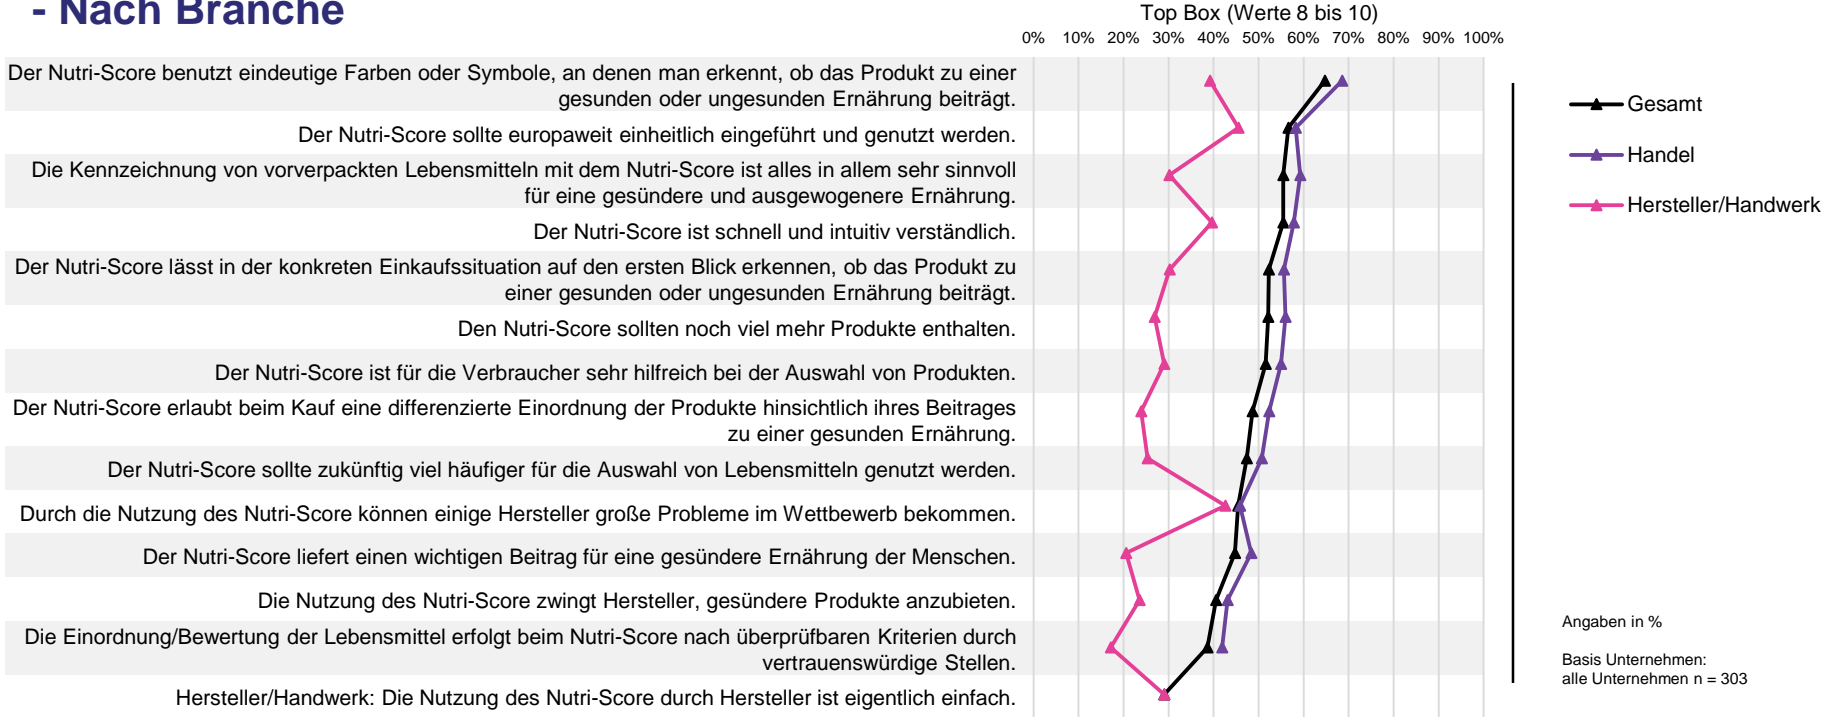 - Nach Branche
Top Box (Werte 8 bis 10)
0% 10% 20% 30% 40% 50% 60% 70% 80% 90% 100%
Der Nutri-Score benutzt eindeutige Farben oder Symbole, an denen man erkennt, ob das Produkt zu einer
gesunden oder ungesunden Ernährung beiträgt.
Der Nutri-Score sollte europaweit einheitlich eingeführt und genutzt werden.
Die Kennzeichnung von vorverpackten Lebensmitteln mit dem Nutri-Score ist alles in allem sehr sinnvoll
für eine gesündere und ausgewogenere Ernährung.
Der Nutri-Score ist schnell und intuitiv verständlich.
Der Nutri-Score lässt in der konkreten Einkaufssituation auf den ersten Blick erkennen, ob das Produkt zu
einer gesunden oder ungesunden Ernährung beiträgt.
Den Nutri-Score sollten noch viel mehr Produkte enthalten.
Der Nutri-Score ist für die Verbraucher sehr hilfreich bei der Auswahl von Produkten.
Der Nutri-Score erlaubt beim Kauf eine differenzierte Einordnung der Produkte hinsichtlich ihres Beitrages
zu einer gesunden Ernährung.
Der Nutri-Score sollte zukünftig viel häufiger für die Auswahl von Lebensmitteln genutzt werden.
Durch die Nutzung des Nutri-Score können einige Hersteller große Probleme im Wettbewerb bekommen.
Der Nutri-Score liefert einen wichtigen Beitrag für eine gesündere Ernährung der Menschen.
Die Nutzung des Nutri-Score zwingt Hersteller, gesündere Produkte anzubieten.
Die Einordnung/Bewertung der Lebensmittel erfolgt beim Nutri-Score nach überprüfbaren Kriterien durch
vertrauenswürdige Stellen.
Hersteller/Handwerk: Die Nutzung des Nutri-Score durch Hersteller ist eigentlich einfach.
Gesamt
Handel
Hersteller/Handwerk
Angaben in %
Basis Unternehmen:
alle Unternehmen n = 303